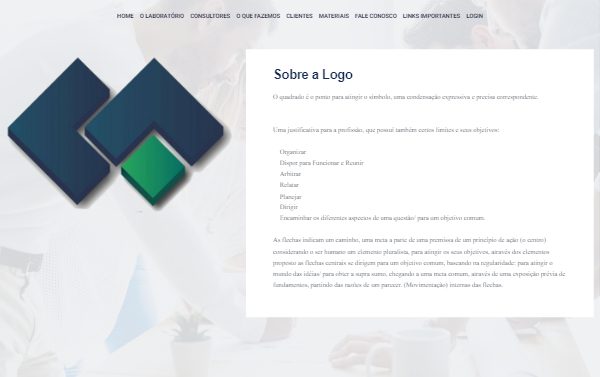 HOME O LABORATÓRIO CONSULTORES O QUE FAZEMOS CLIENTES MATERIAIS FALE CONOSCO LINKS IMPORTANTES LOGIN
Sobre a Logo
O quadrado é o ponto para atingir o símbolo, uma condensação expressiva e precisa correspondente.
Uma justificativa para a profissão, que possui também certos limites e seus objetivos:
Organizar
Dispor para Funcionar e Reunir
Arbitrar
Relatar
Planejar
Dirigir
Encaminhar os diferentes aspectos de uma questão/ para um objetivo comum.
As flechas indicam um caminho, uma meta a parte de uma premissa de um princípio de ação (o centro)
considerando o ser humano um elemento pluralista, para atingir os seus objetivos, através dos elementos
proposto as flechas centrais se dirigem para um objetivo comum, buscando na regularidade: para atingir o
mundo das idéias/ para obter a supra sumo, chegando a uma meta comum, através de uma exposição prévia de
fundamentos, partindo das razões de um parecer. (Movimentação) internas das flechas.